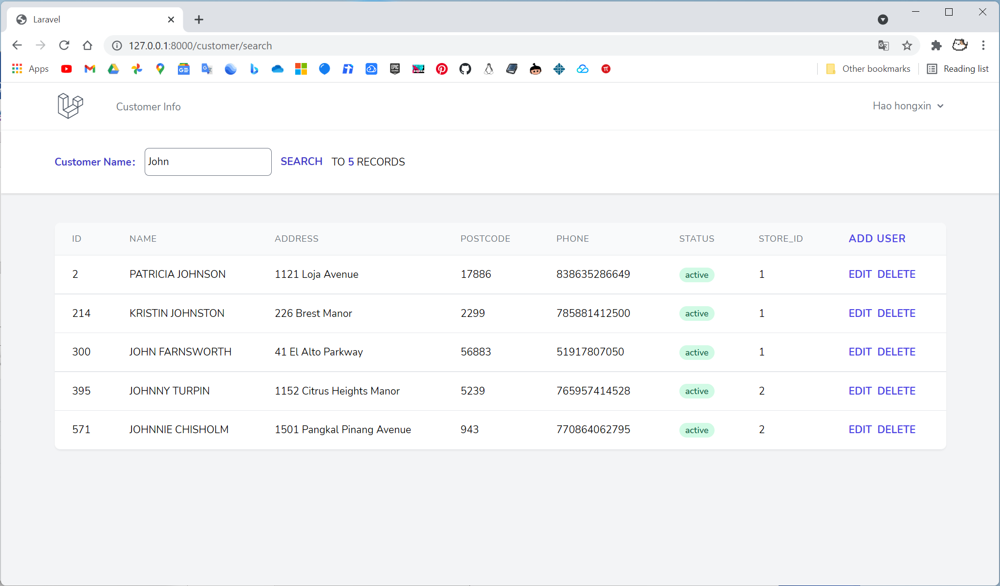 Laravel
127.0.0.1:8000/customer/search
Apps
Other bookmarks
Reading list
Customer Info
Hao hongxin
Customer Name: John SEARCH TO 5 RECORDS
ID NAME ADDRESS POSTCODE PHONE STATUS STORE_ID ADD USER
2 PATRICIA JOHNSON 1121 Loja Avenue 17886 838635286649 active 1 EDIT DELETE
214 KRISTIN JOHNSTON 226 Brest Manor 2299 785881412500 active 1 EDIT DELETE
300 JOHN FARNSWORTH 41 El Alto Parkway 56883 51917807050 active 1 EDIT DELETE
395 JOHNNY TURPIN 1152 Citrus Heights Manor 5239 765957414528 active 2 EDIT DELETE
571 JOHNNIE CHISHOLM 1501 Pangkal Pinang Avenue 943 770864062795 active 2 EDIT DELETE